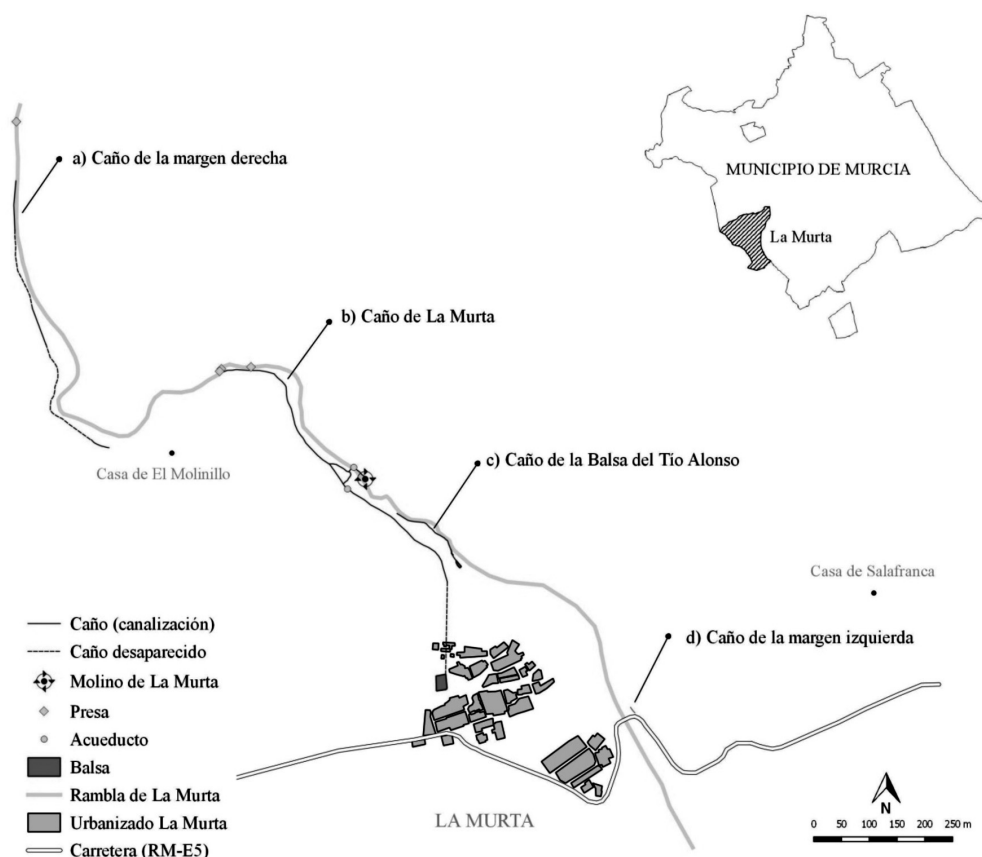 a) Caño de la margen derecha
MUNICIPIO DE MURCIA
La Murta
b) Caño de La Murta
c) Caño de la Balsa del Tío Alonso
Casa de El Molinillo
Casa de Salafranca
d) Caño de la margen izquierda
Caño (canalización)
Caño desaparecido
Molino de La Murta
Presa
Acueducto
Balsa
Rambla de La Murta
Urbanizado La Murta
Carretera (RM-E5)
LA MURTA
N
0 50 100 150 200 250 m